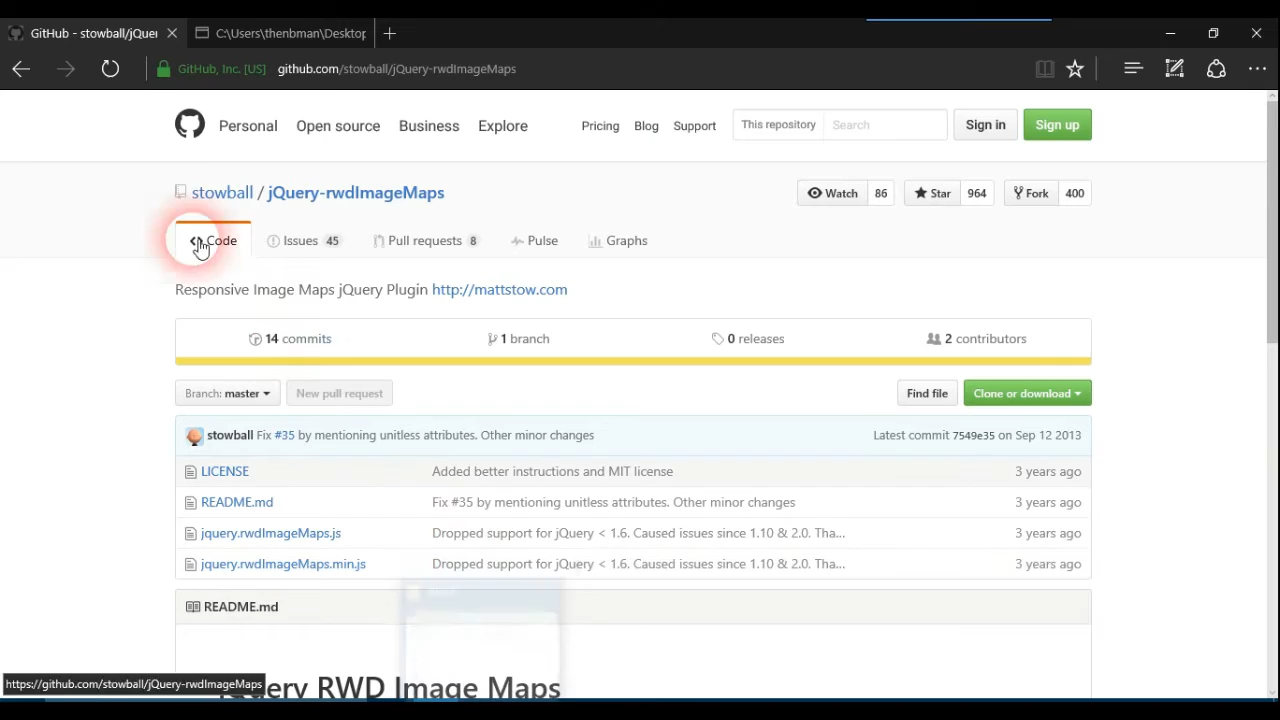 GitHub - stowball/jQuer
C:\Users\thenbman\Desktop
GitHub, Inc. [US] github.com/stowball/jQuery-rwdImageMaps
Personal Open source Business Explore Pricing Blog Support This repository Search Sign in Sign up
stowball / jQuery-rwdImageMaps Watch 86 Star 964 Fork 400
Code Issues 45 Pull requests 8 Pulse Graphs
Responsive Image Maps jQuery Plugin http://mattstow.com
14 commits 1 branch 0 releases 2 contributors
Branch: master New pull request Find file Clone or download
stowball Fix #35 by mentioning unitless attributes. Other minor changes Latest commit 7549e35 on Sep 12 2013
LICENSE Added better instructions and MIT license 3 years ago
README.md Fix #35 by mentioning unitless attributes. Other minor changes 3 years ago
jquery.rwdImageMaps.js Dropped support for jQuery < 1.6. Caused issues since 1.10 & 2.0. Tha... 3 years ago
jquery.rwdImageMaps.min.js Dropped support for jQuery < 1.6. Caused issues since 1.10 & 2.0. Tha... 3 years ago
README.md
jQuery RWD Image Maps
https://github.com/stowball/jQuery-rwdImageMaps